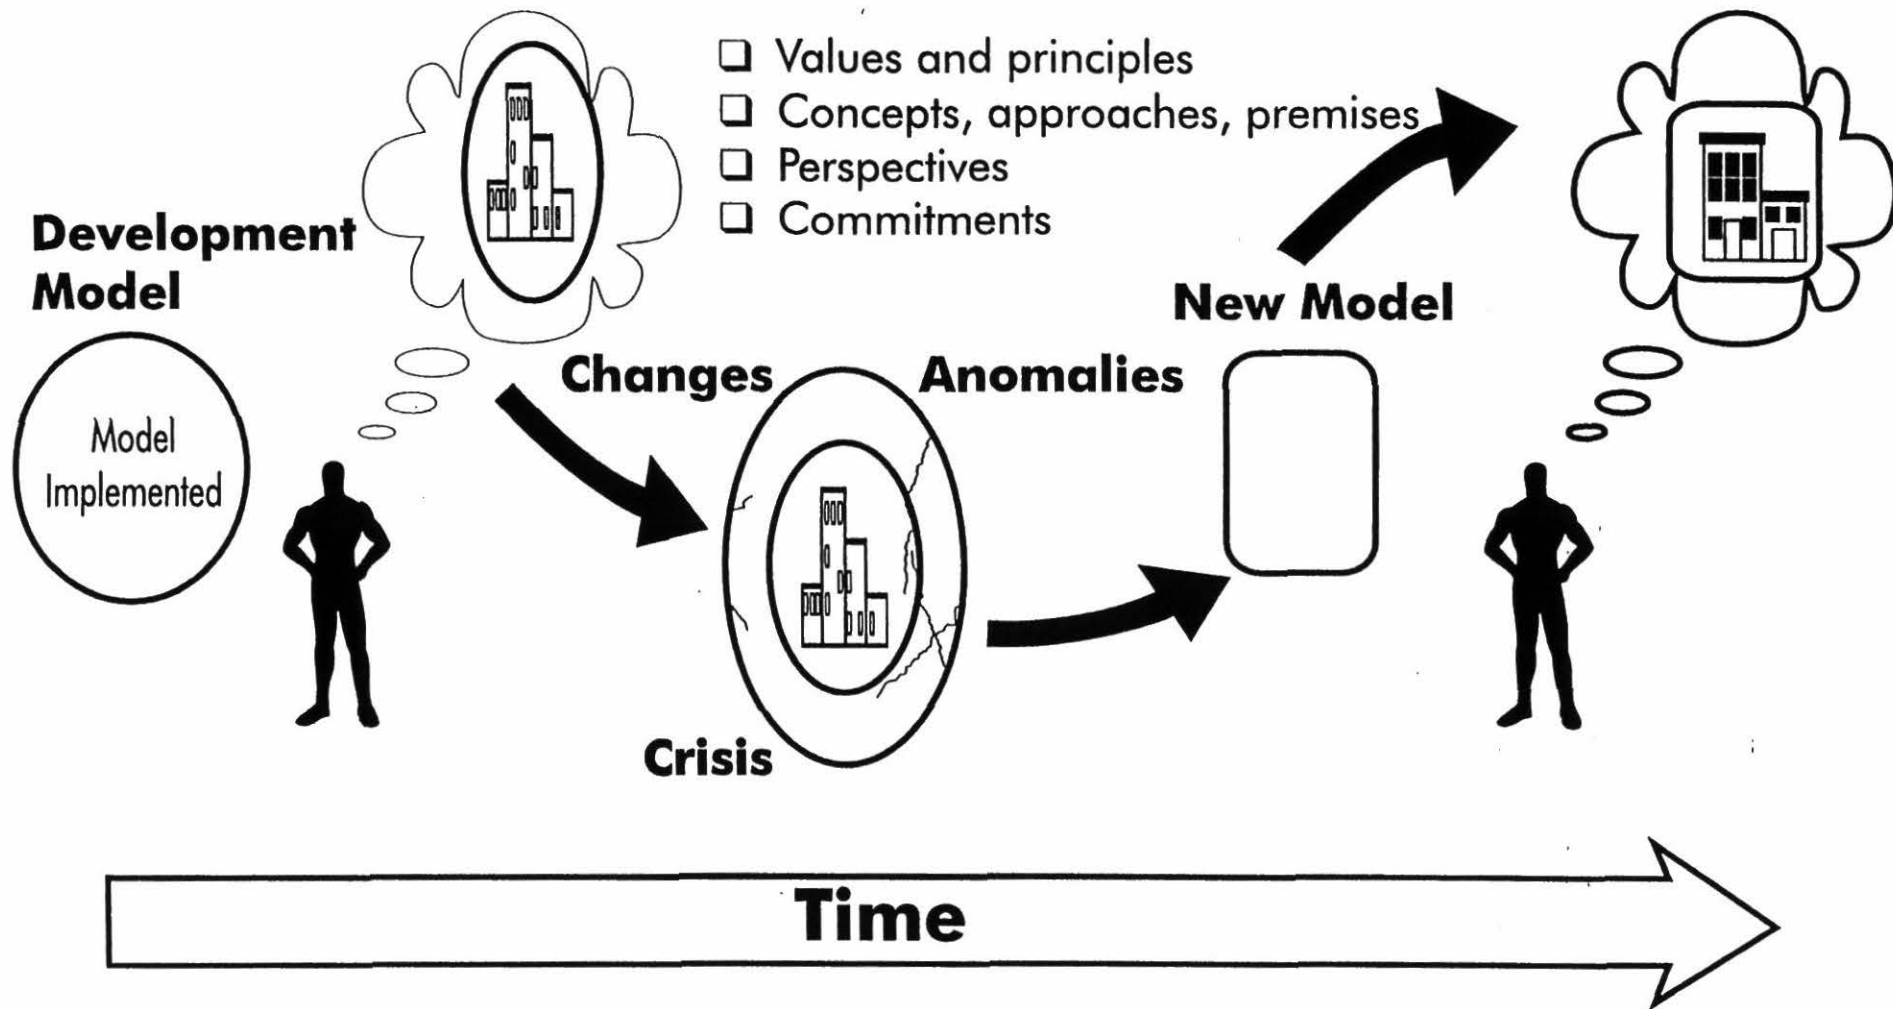 ❑ Values and principles
❑ Concepts, approaches, premises
❑ Perspectives
❑ Commitments
Development
Model
Model
Implemented
Changes
Anomalies
New Model
Crisis
Time